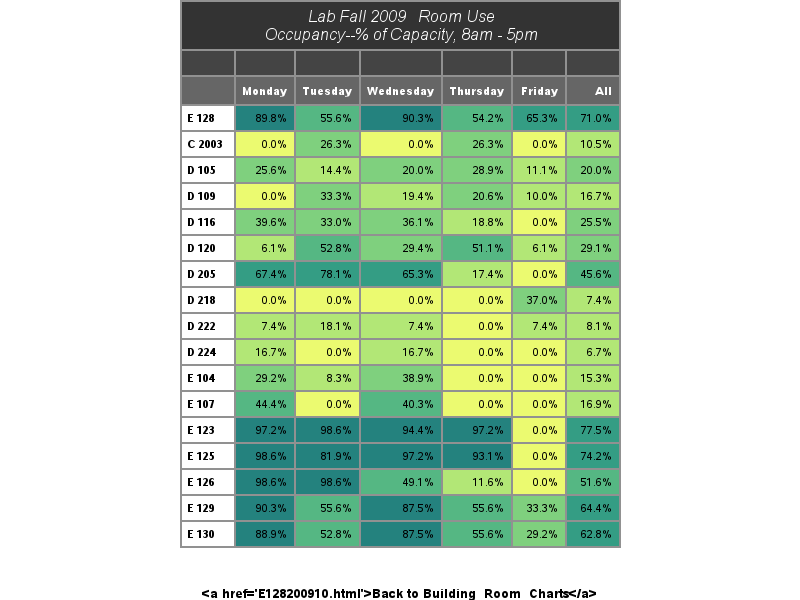 Lab Fall 2009 Room Use
Occupancy--% of Capacity, 8am - 5pm
Monday Tuesday Wednesday Thursday Friday All
E 128 89.8% 55.6% 90.3% 54.2% 65.3% 71.0%
C 2003 0.0% 26.3% 0.0% 26.3% 0.0% 10.5%
D 105 25.6% 14.4% 20.0% 28.9% 11.1% 20.0%
D 109 0.0% 33.3% 19.4% 20.6% 10.0% 16.7%
D 116 39.6% 33.0% 36.1% 18.8% 0.0% 25.5%
D 120 6.1% 52.8% 29.4% 51.1% 6.1% 29.1%
D 205 67.4% 78.1% 65.3% 17.4% 0.0% 45.6%
D 218 0.0% 0.0% 0.0% 0.0% 37.0% 7.4%
D 222 7.4% 18.1% 7.4% 0.0% 7.4% 8.1%
D 224 16.7% 0.0% 16.7% 0.0% 0.0% 6.7%
E 104 29.2% 8.3% 38.9% 0.0% 0.0% 15.3%
E 107 44.4% 0.0% 40.3% 0.0% 0.0% 16.9%
E 123 97.2% 98.6% 94.4% 97.2% 0.0% 77.5%
E 125 98.6% 81.9% 97.2% 93.1% 0.0% 74.2%
E 126 98.6% 98.6% 49.1% 11.6% 0.0% 51.6%
E 129 90.3% 55.6% 87.5% 55.6% 33.3% 64.4%
E 130 88.9% 52.8% 87.5% 55.6% 29.2% 62.8%
<a href='E128200910.html'>Back to Building_Room_Charts</a>